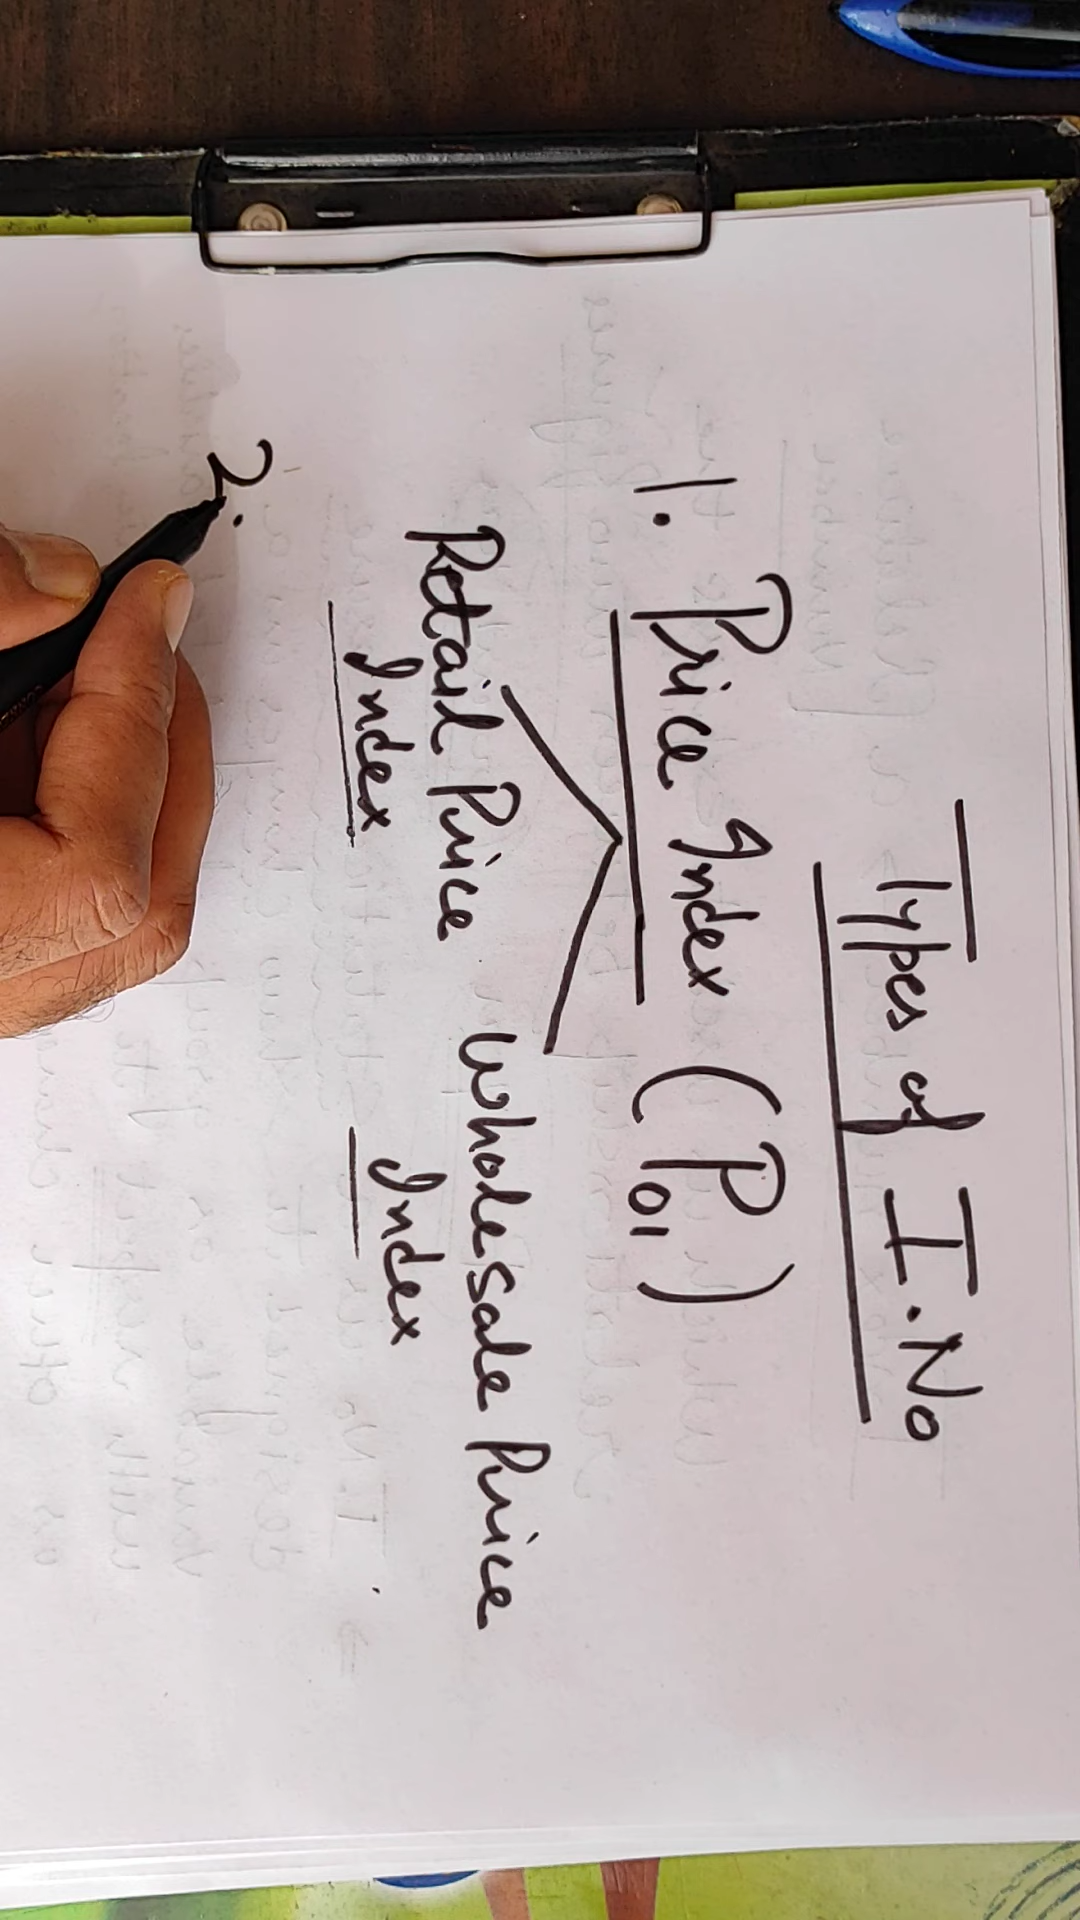 Types of I.No
1. Price Index (P01)
Retail Price Wholesale Price
Index Index
2.